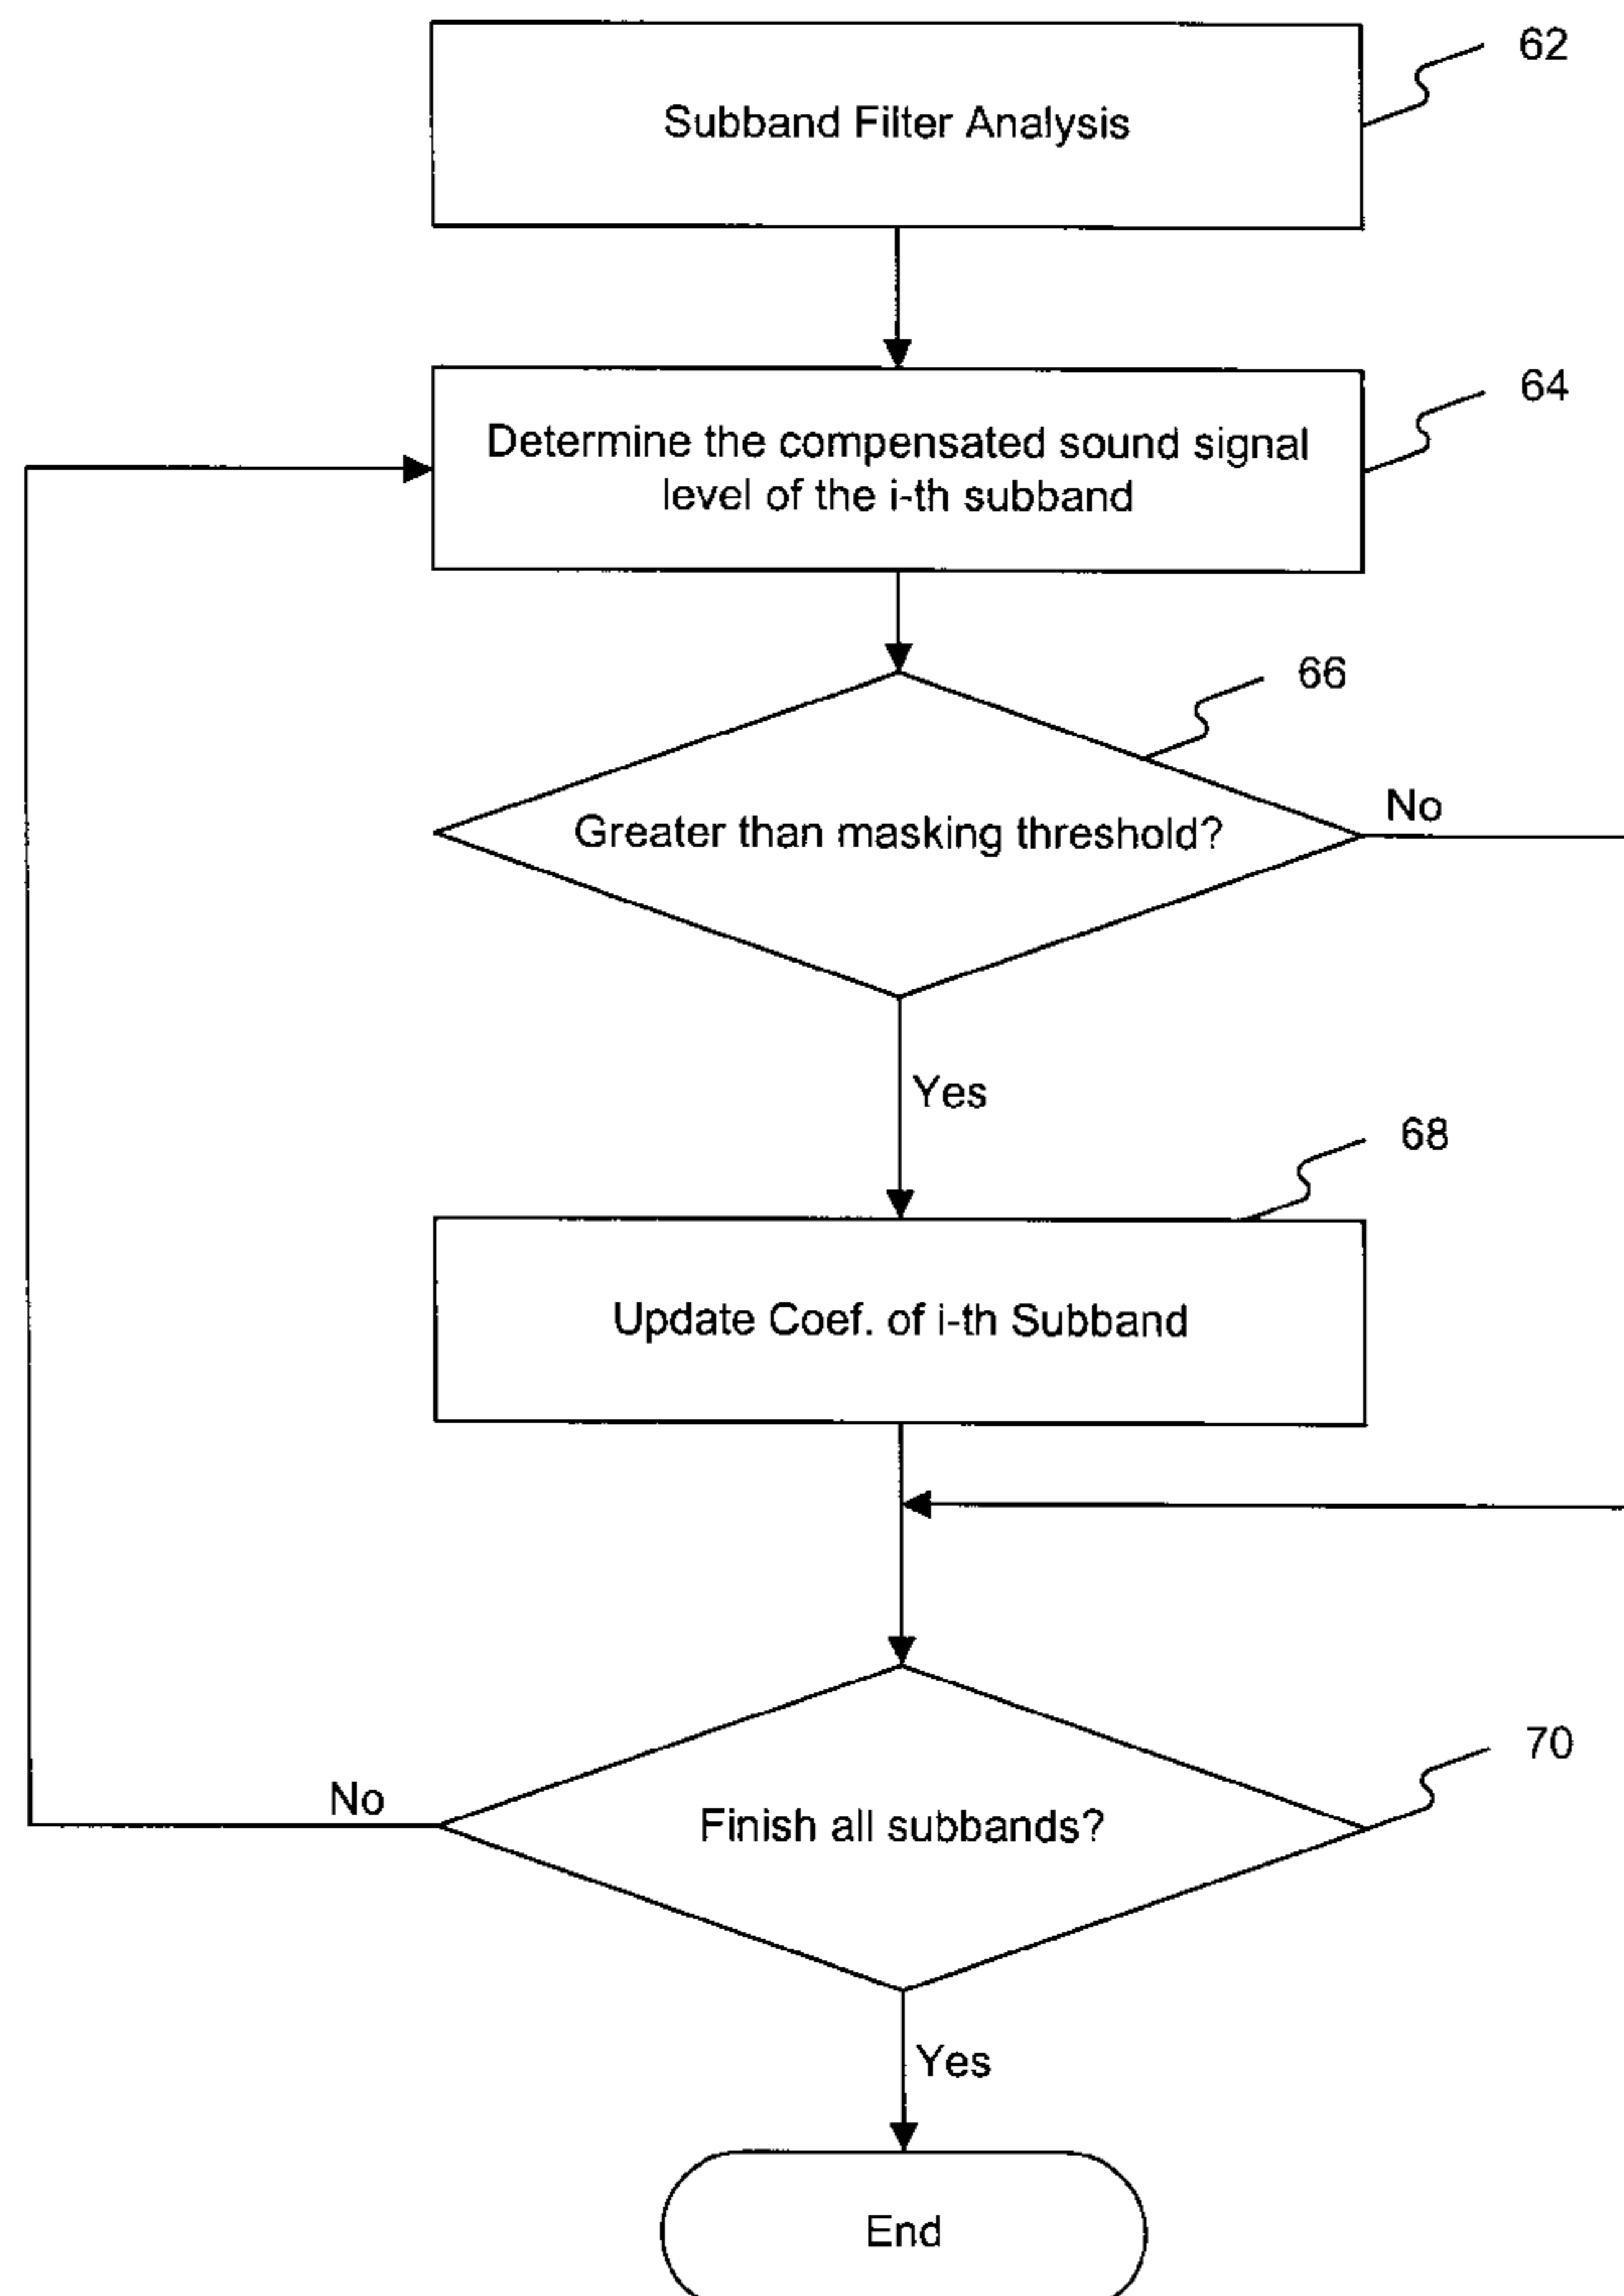 62
Subband Filter Analysis
64
Determine the compensated sound signal
level of the i-th subband
66
No
Greater than masking threshold?
Yes
68
Update Coef. of i-th Subband
70
No
Finish all subbands?
Yes
End